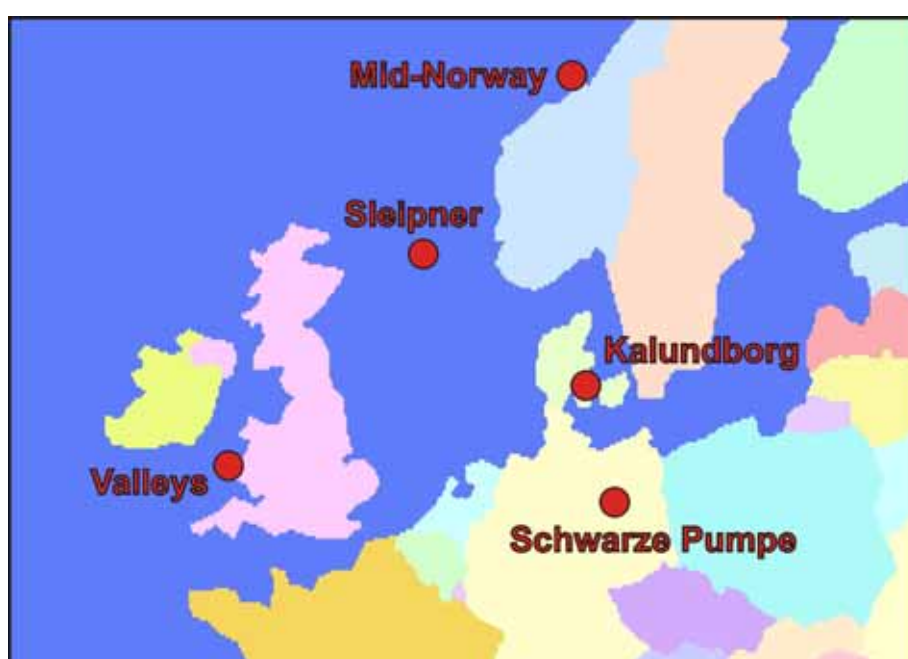 Mid-Norway
Sleipner
Kalundborg
Valleys
Schwarze Pumpe